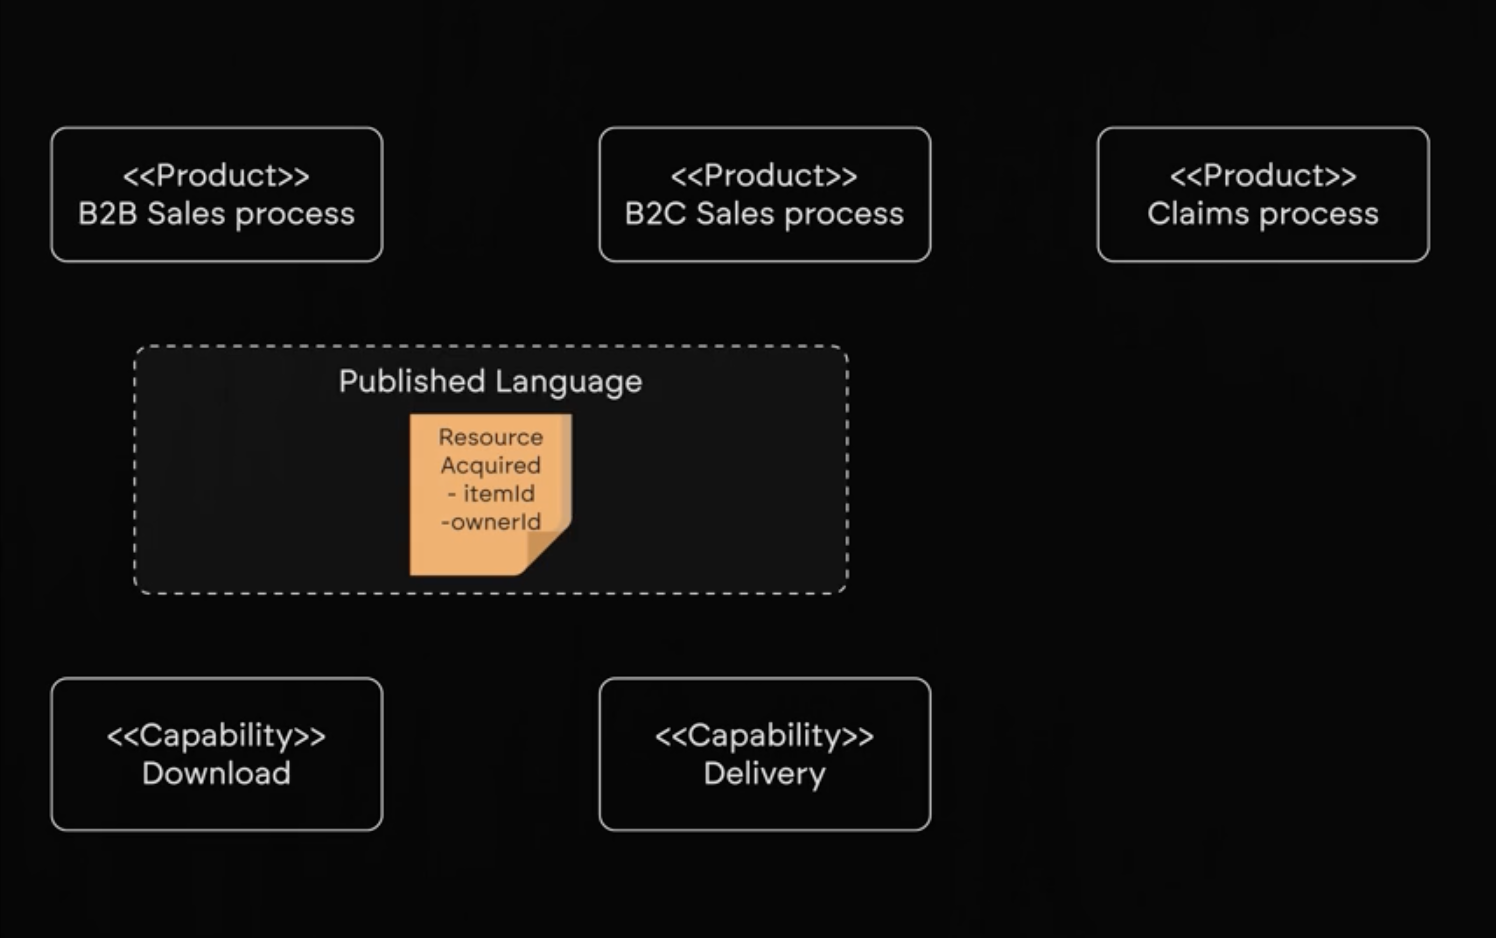 <<Product>>
B2B Sales process
<<Product>>
B2C Sales process
<<Product>>
Claims process
Published Language
Resource
Acquired
- itemId
-ownerId
<<Capability>>
Download
<<Capability>>
Delivery